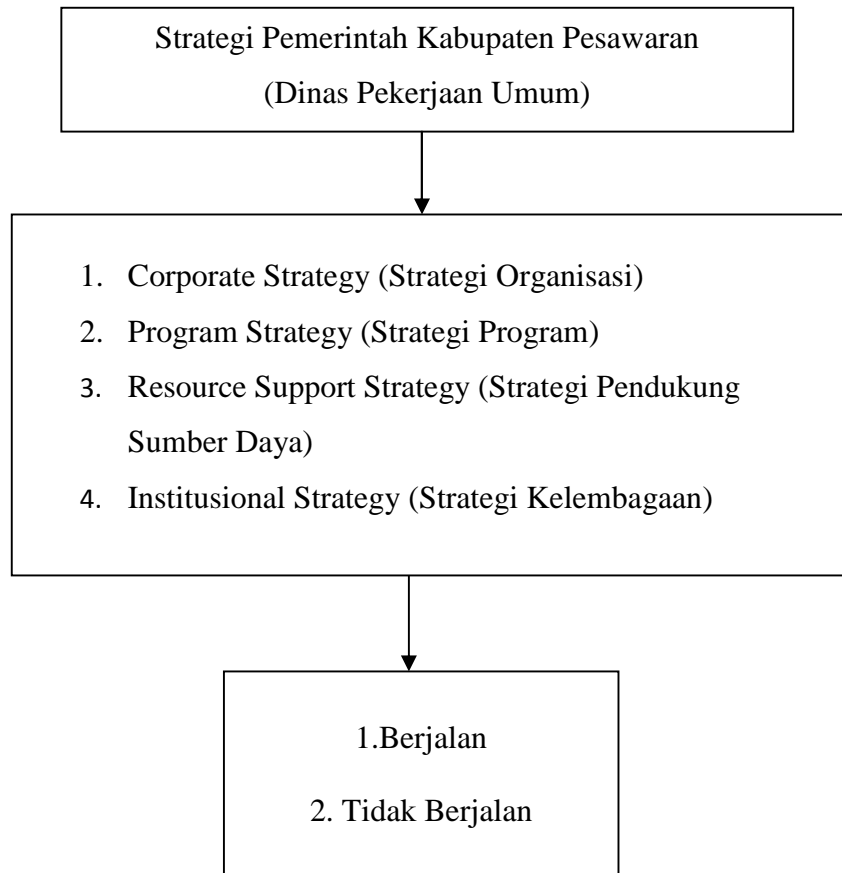 Strategi Pemerintah Kabupaten Pesawaran
(Dinas Pekerjaan Umum)
1. Corporate Strategy (Strategi Organisasi)
2. Program Strategy (Strategi Program)
3. Resource Support Strategy (Strategi Pendukung
Sumber Daya)
4. Institusional Strategy (Strategi Kelembagaan)
1.Berjalan
2. Tidak Berjalan